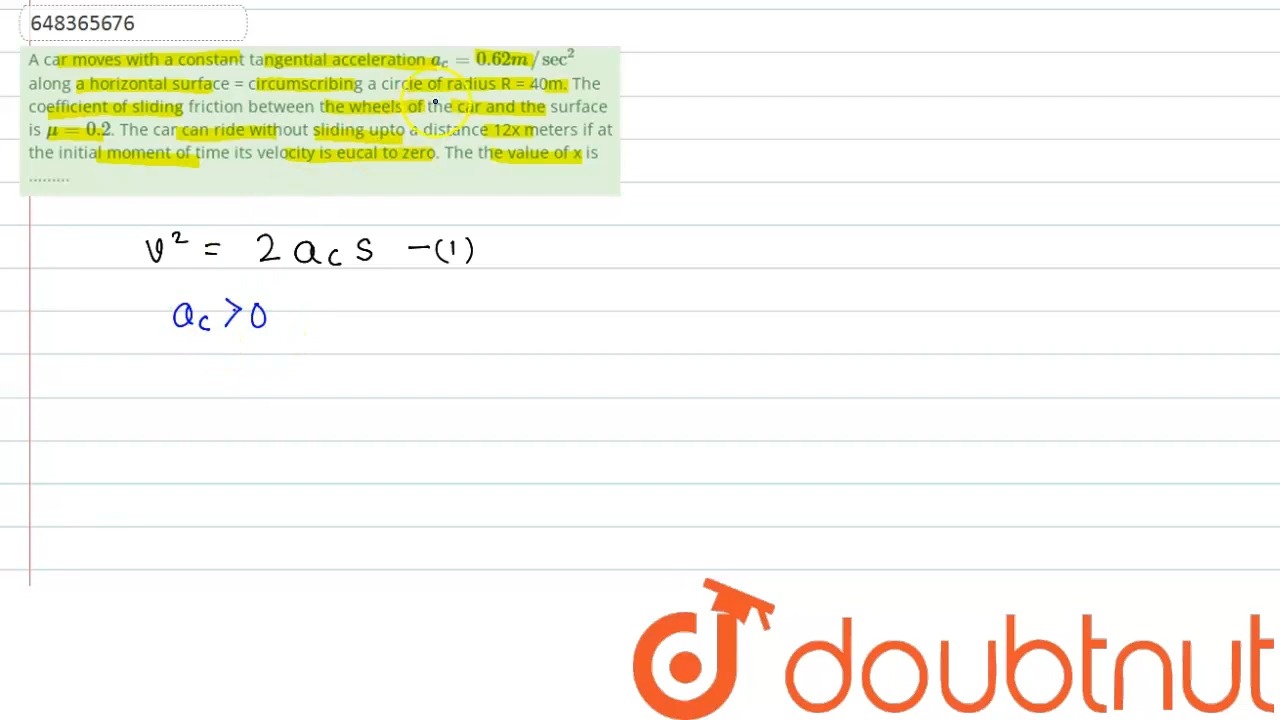 648365676
A car moves with a constant tangential acceleration a_c = 0.62m/sec²
along a horizontal surface = circumscribing a circle of radius R = 40m. The
coefficient of sliding friction between the wheels of the car and the surface
is μ = 0.2. The car can ride without sliding upto a distance 12x meters if at
the initial moment of time its velocity is eucal to zero. The the value of x is
.........
v² = 2 a_c s –(1)
a_c > 0
doubtnut